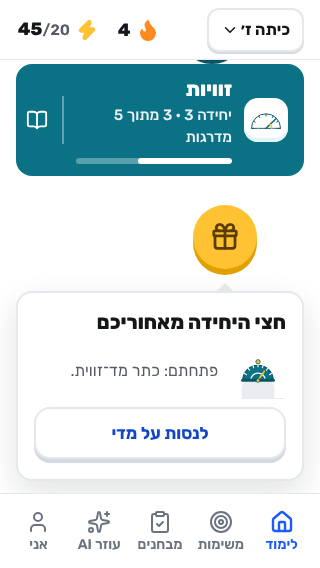 כיתה ז׳
4
45/20
זוויות
יחידה 3 · 3 מתוך 5
מדרגות
חצי היחידה מאחוריכם
פתחתם: כתר מד־זווית.
לנסות על מדי
לימוד
משימות
מבחנים
עוזר AI
אני